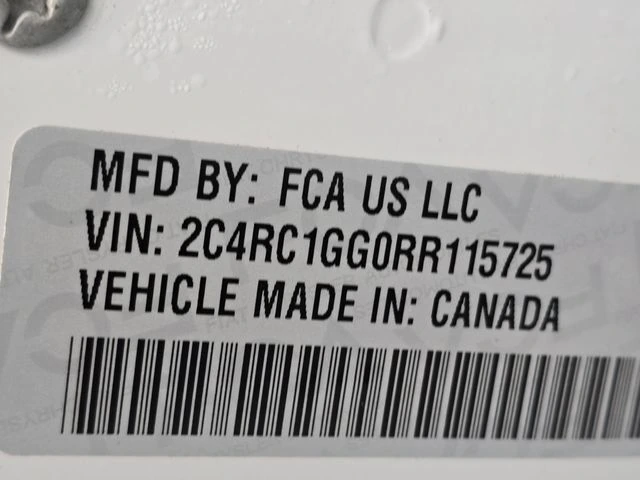 MFD BY: FCA US LLC
VIN: 2C4RC1GG0RR115725
VEHICLE MADE IN: CANADA